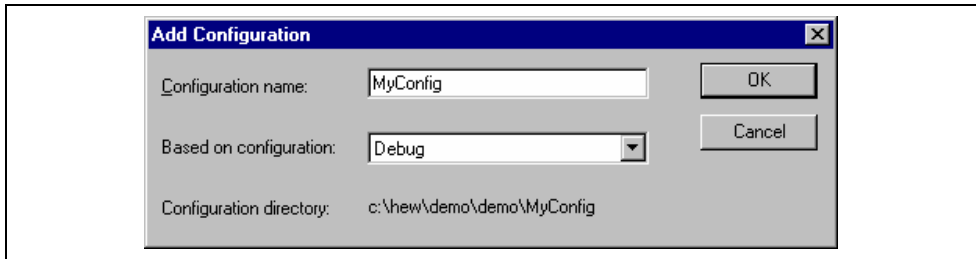 Add Configuration
Configuration name: MyConfig OK
Based on configuration: Debug Cancel
Configuration directory: c:\hew\demo\demo\MyConfig